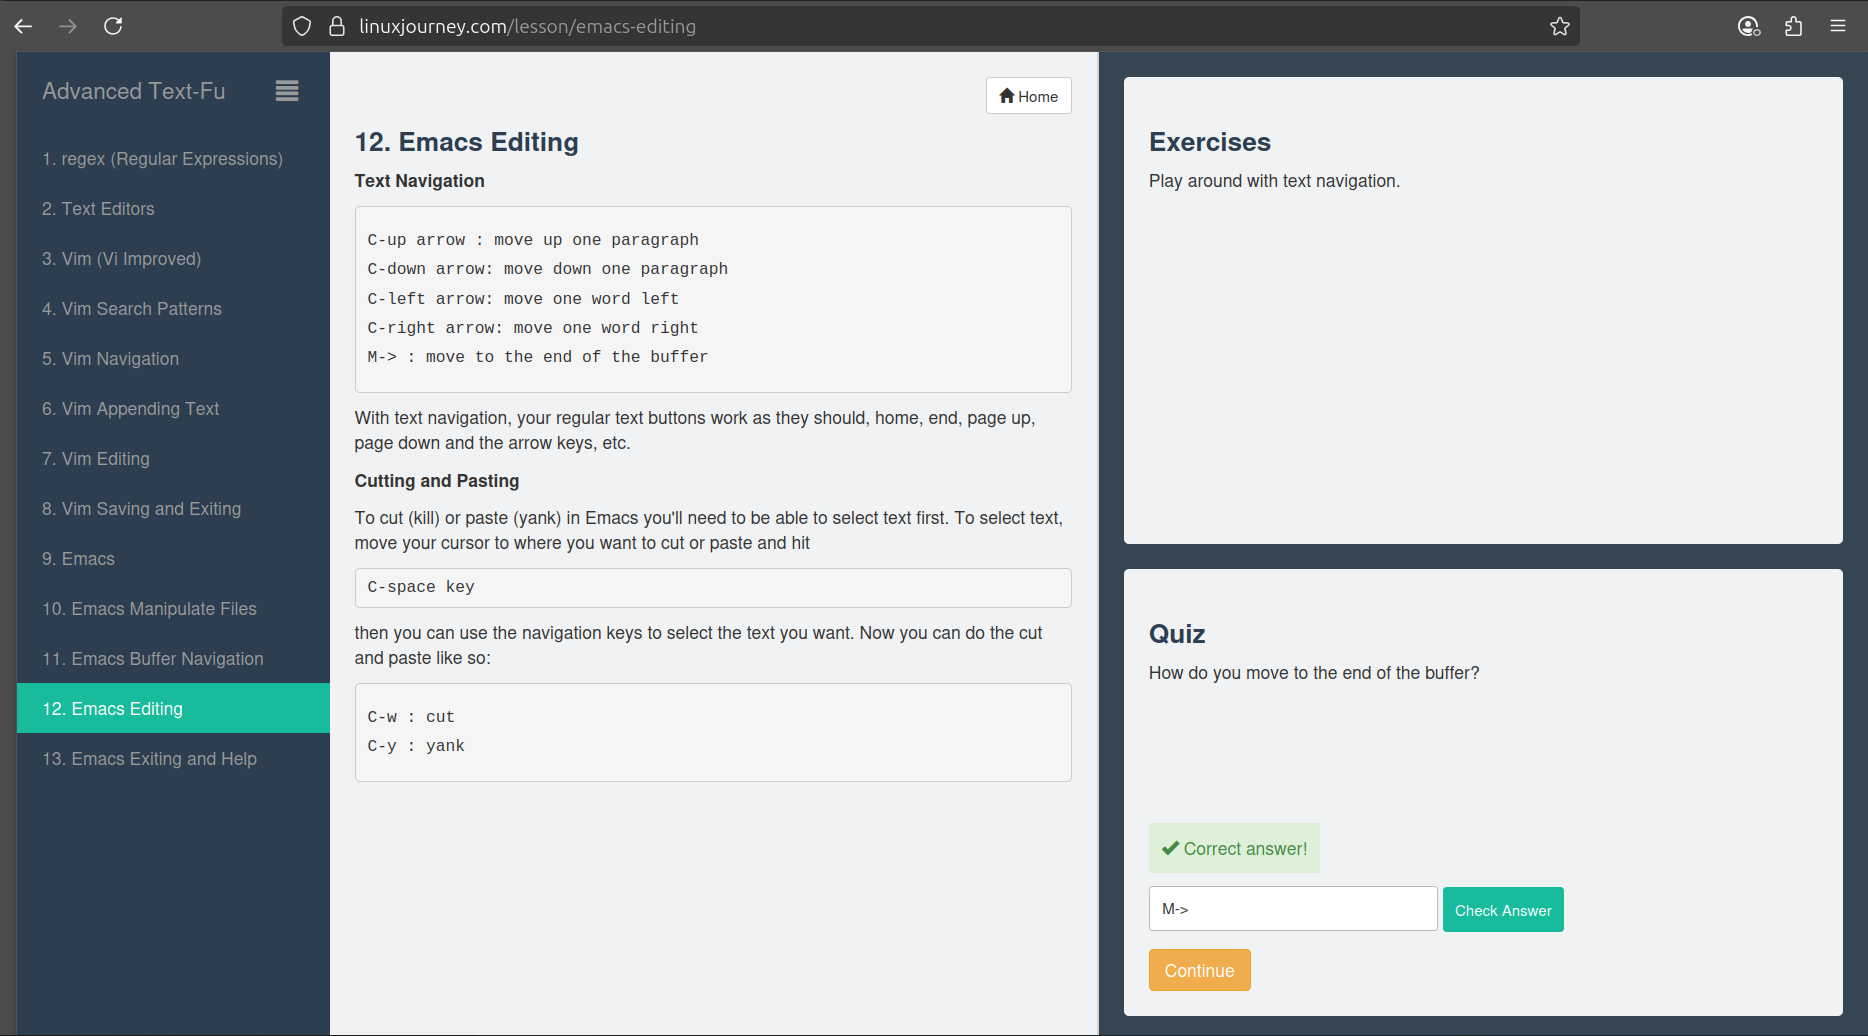 linuxjourney.com/lesson/emacs-editing
Advanced Text-Fu
1. regex (Regular Expressions)
2. Text Editors
3. Vim (Vi Improved)
4. Vim Search Patterns
5. Vim Navigation
6. Vim Appending Text
7. Vim Editing
8. Vim Saving and Exiting
9. Emacs
10. Emacs Manipulate Files
11. Emacs Buffer Navigation
12. Emacs Editing
13. Emacs Exiting and Help
Home
12. Emacs Editing
Text Navigation
C-up arrow : move up one paragraph
C-down arrow: move down one paragraph
C-left arrow: move one word left
C-right arrow: move one word right
M-> : move to the end of the buffer
With text navigation, your regular text buttons work as they should, home, end, page up,
page down and the arrow keys, etc.
Cutting and Pasting
To cut (kill) or paste (yank) in Emacs you'll need to be able to select text first. To select text,
move your cursor to where you want to cut or paste and hit
C-space key
then you can use the navigation keys to select the text you want. Now you can do the cut
and paste like so:
C-w : cut
C-y : yank
Exercises
Play around with text navigation.
Quiz
How do you move to the end of the buffer?
Correct answer!
M->
Check Answer
Continue